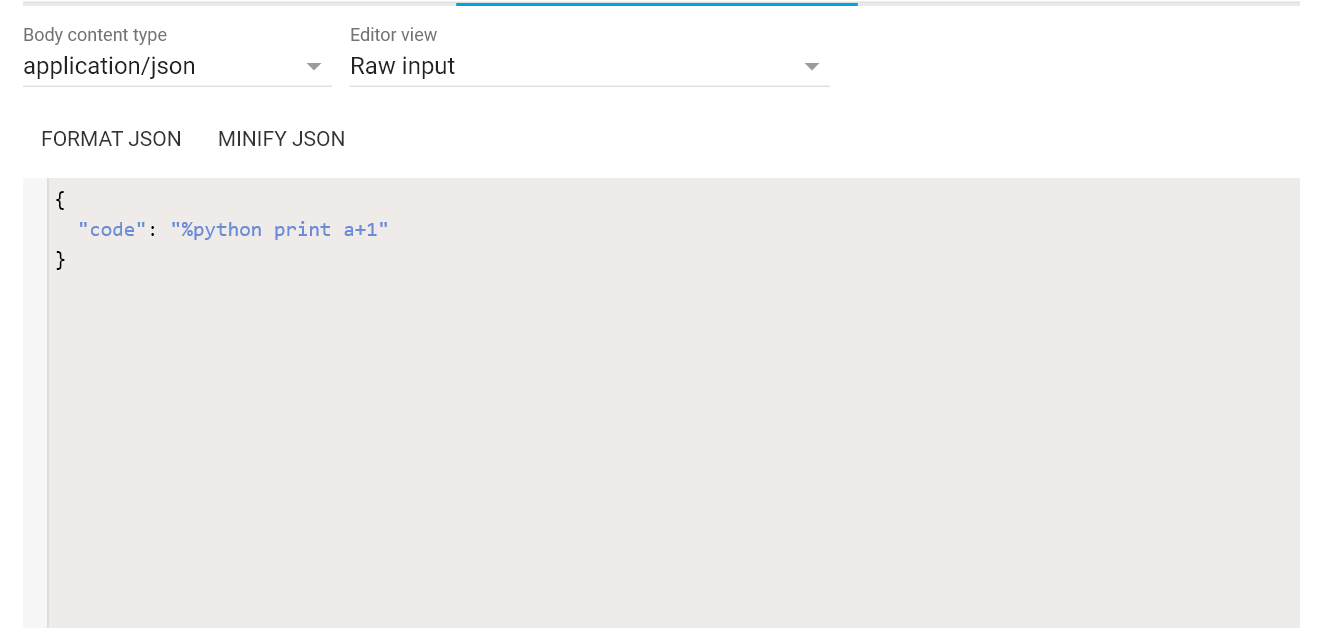 Body content type
Editor view
application/json
Raw input
FORMAT JSON
MINIFY JSON
{
"code": "%python print a+1"
}